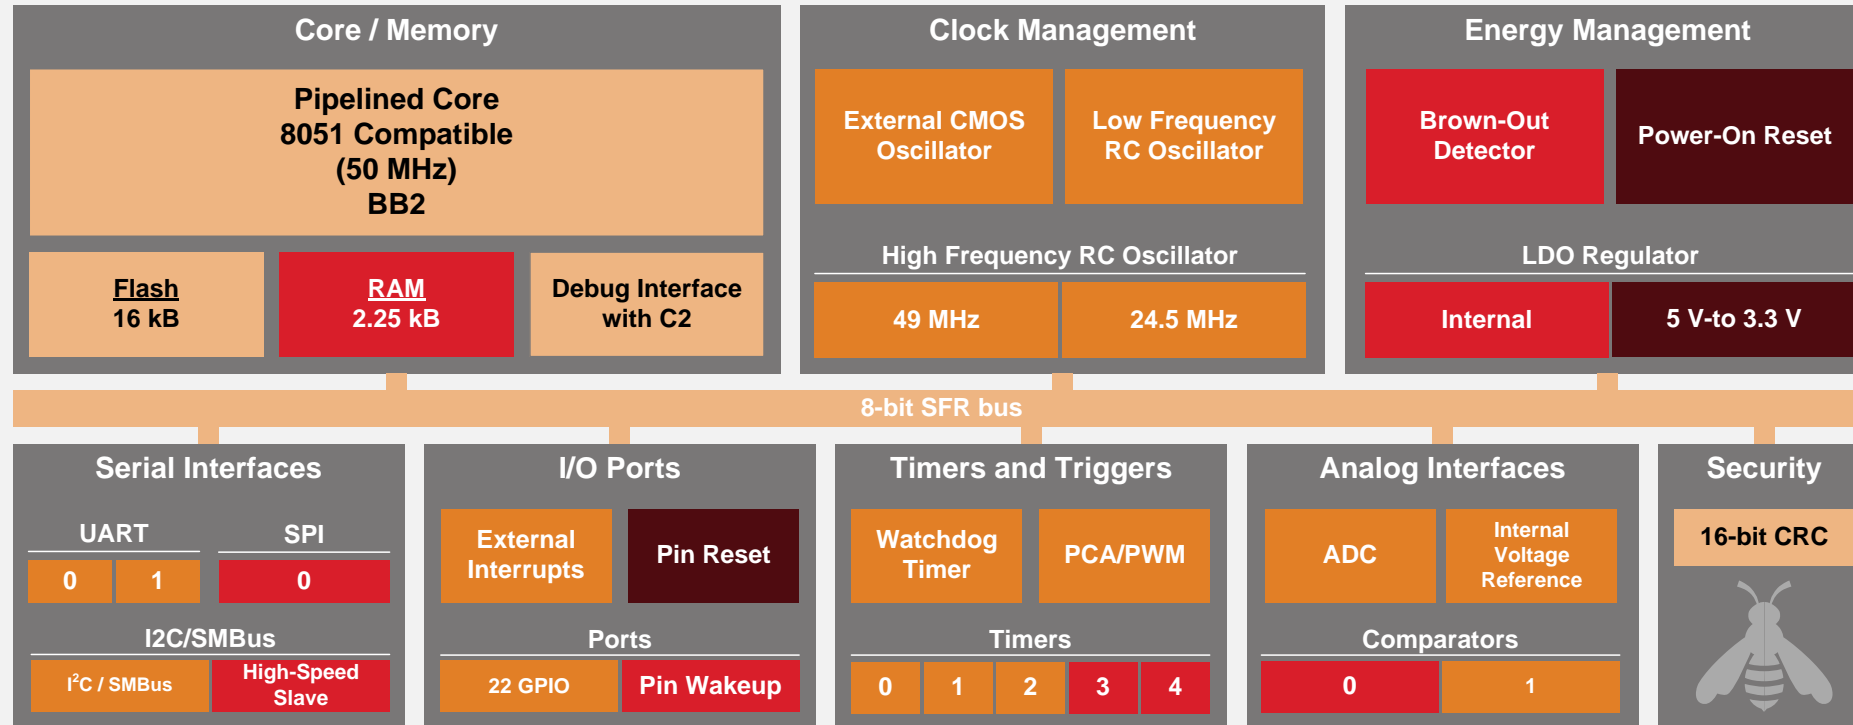 Core / Memory
Pipelined Core
8051 Compatible
(50 MHz)
BB2
Flash
16 kB
RAM
2.25 kB
Debug Interface
with C2
Clock Management
External CMOS
Oscillator
Low Frequency
RC Oscillator
High Frequency RC Oscillator
49 MHz
24.5 MHz
Energy Management
Brown-Out
Detector
Power-On Reset
LDO Regulator
Internal
5 V-to 3.3 V
8-bit SFR bus
Serial Interfaces
UART
0
1
SPI
0
I2C/SMBus
I²C / SMBus
High-Speed
Slave
I/O Ports
External
Interrupts
Pin Reset
Ports
22 GPIO
Pin Wakeup
Timers and Triggers
Watchdog
Timer
PCA/PWM
Timers
0
1
2
3
4
Analog Interfaces
ADC
Internal
Voltage
Reference
Comparators
0
1
Security
16-bit CRC